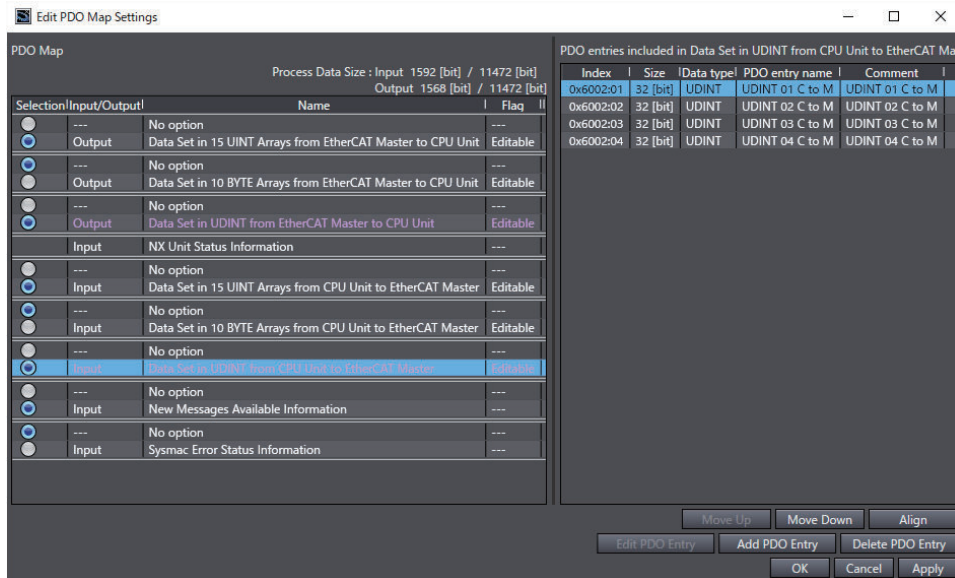 Edit PDO Map Settings
PDO Map
Process Data Size : Input 1592 [bit] / 11472 [bit]
Output 1568 [bit] / 11472 [bit]
Selection Input/Output Name Flag
--- No option ---
Output Data Set in 15 UINT Arrays from EtherCAT Master to CPU Unit Editable
--- No option ---
Output Data Set in 10 BYTE Arrays from EtherCAT Master to CPU Unit Editable
--- No option ---
Output Data Set in UDINT from EtherCAT Master to CPU Unit Editable
Input NX Unit Status Information ---
--- No option ---
Input Data Set in 15 UINT Arrays from CPU Unit to EtherCAT Master Editable
--- No option ---
Input Data Set in 10 BYTE Arrays from CPU Unit to EtherCAT Master Editable
--- No option ---
Input Data Set in UDINT from CPU Unit to EtherCAT Master Editable
--- No option ---
Input New Messages Available Information ---
--- No option ---
Input Sysmac Error Status Information ---
PDO entries included in Data Set in UDINT from CPU Unit to EtherCAT Ma
Index Size Data type PDO entry name Comment
0x6002:01 32 [bit] UDINT UDINT 01 C to M UDINT 01 C to M
0x6002:02 32 [bit] UDINT UDINT 02 C to M UDINT 02 C to M
0x6002:03 32 [bit] UDINT UDINT 03 C to M UDINT 03 C to M
0x6002:04 32 [bit] UDINT UDINT 04 C to M UDINT 04 C to M
Move Up Move Down Align
Edit PDO Entry Add PDO Entry Delete PDO Entry
OK Cancel Apply